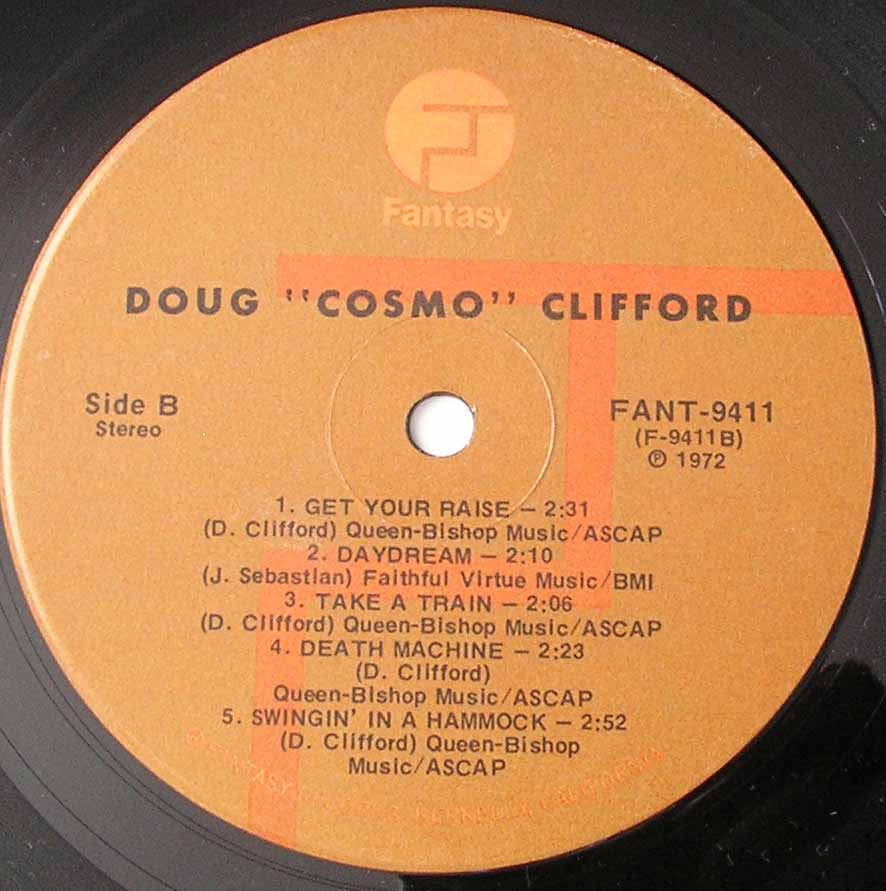 Fantasy
DOUG "COSMO" CLIFFORD
Side B
Stereo
FANT-9411
(F-9411B)
℗ 1972
1. GET YOUR RAISE – 2:31
(D. Clifford) Queen-Bishop Music/ASCAP
2. DAYDREAM – 2:10
(J. Sebastian) Faithful Virtue Music/BMI
3. TAKE A TRAIN – 2:06
(D. Clifford) Queen-Bishop Music/ASCAP
4. DEATH MACHINE – 2:23
(D. Clifford)
Queen-Bishop Music/ASCAP
5. SWINGIN' IN A HAMMOCK – 2:52
(D. Clifford) Queen-Bishop
Music/ASCAP
FANTASY BERKELEY, CALIFORNIA